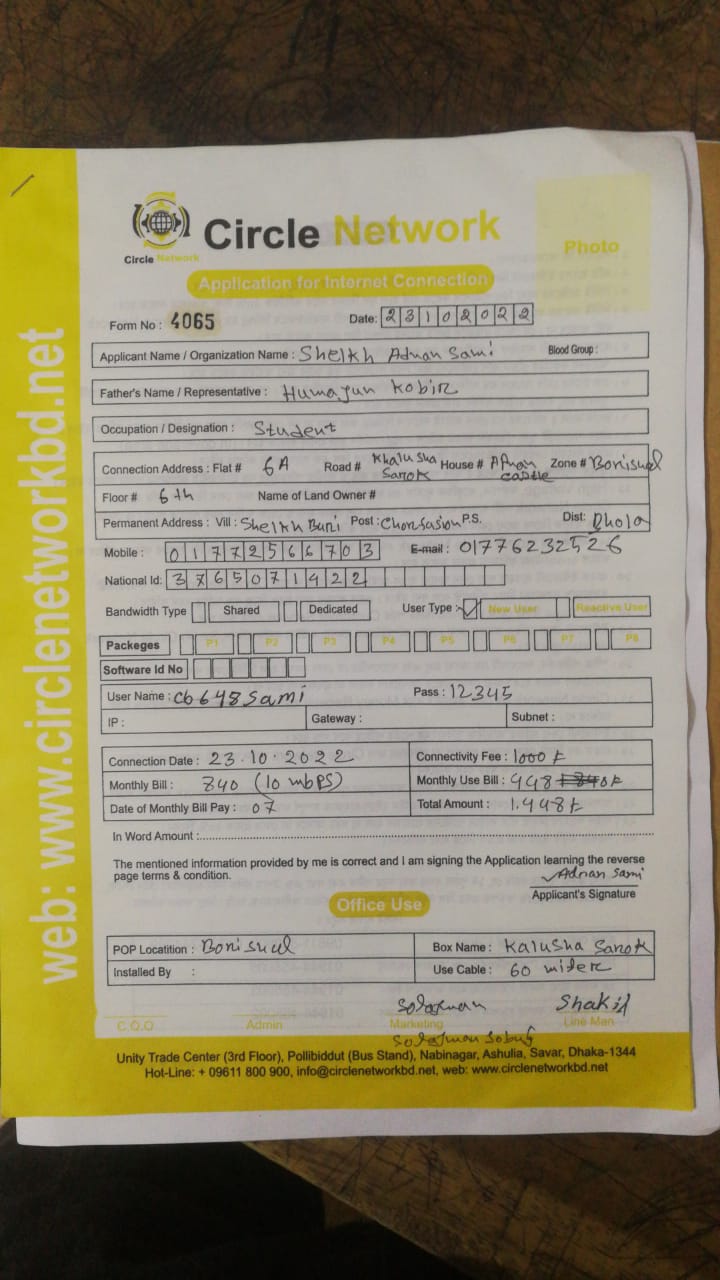 web: www.circlenetworkbd.net
Circle Network
Circle Network
Photo
Application for Internet Connection
Form No : 4065 Date: 23102022
Applicant Name / Organization Name : Sheikh Adnan Sami Blood Group :
Father's Name / Representative : Humayun Kobir
Occupation / Designation : Student
Connection Address : Flat # 6A Road # Khalusha Sarok House # Afnan castle Zone # Borishal
Floor # 6th Name of Land Owner #
Permanent Address : Vill : Sheikh Bari Post : P.S. Dist: Bhola
Mobile : 01772566703 E-mail : 01776232526
National Id: 3765071422
Bandwidth Type Shared Dedicated User Type : ✓ New User Reactive User
Packeges P1 P2 P3 P4 P5 P6 P7 P8
Software Id No
User Name : cb648sami Pass : 12345
IP : Gateway : Subnet :
Connection Date : 23.10.2022 Connectivity Fee : 1000 ৳
Monthly Bill : 840 (10 mbps) Monthly Use Bill : 448
Date of Monthly Bill Pay : 07 Total Amount : 1,448৳
In Word Amount :
The mentioned information provided by me is correct and I am signing the Application learning the reverse
page terms & condition.
Adnan Sami
Applicant's Signature
Office Use
POP Locatition : Borishal Box Name : Kalusha Sarok
Installed By : Use Cable : 60 miter
Shakil
C.O.O Admin Marketing Line Man
Unity Trade Center (3rd Floor), Pollibiddut (Bus Stand), Nabinagar, Ashulia, Savar, Dhaka-1344
Hot-Line: + 09611 800 900, info@circlenetworkbd.net, web: www.circlenetworkbd.net